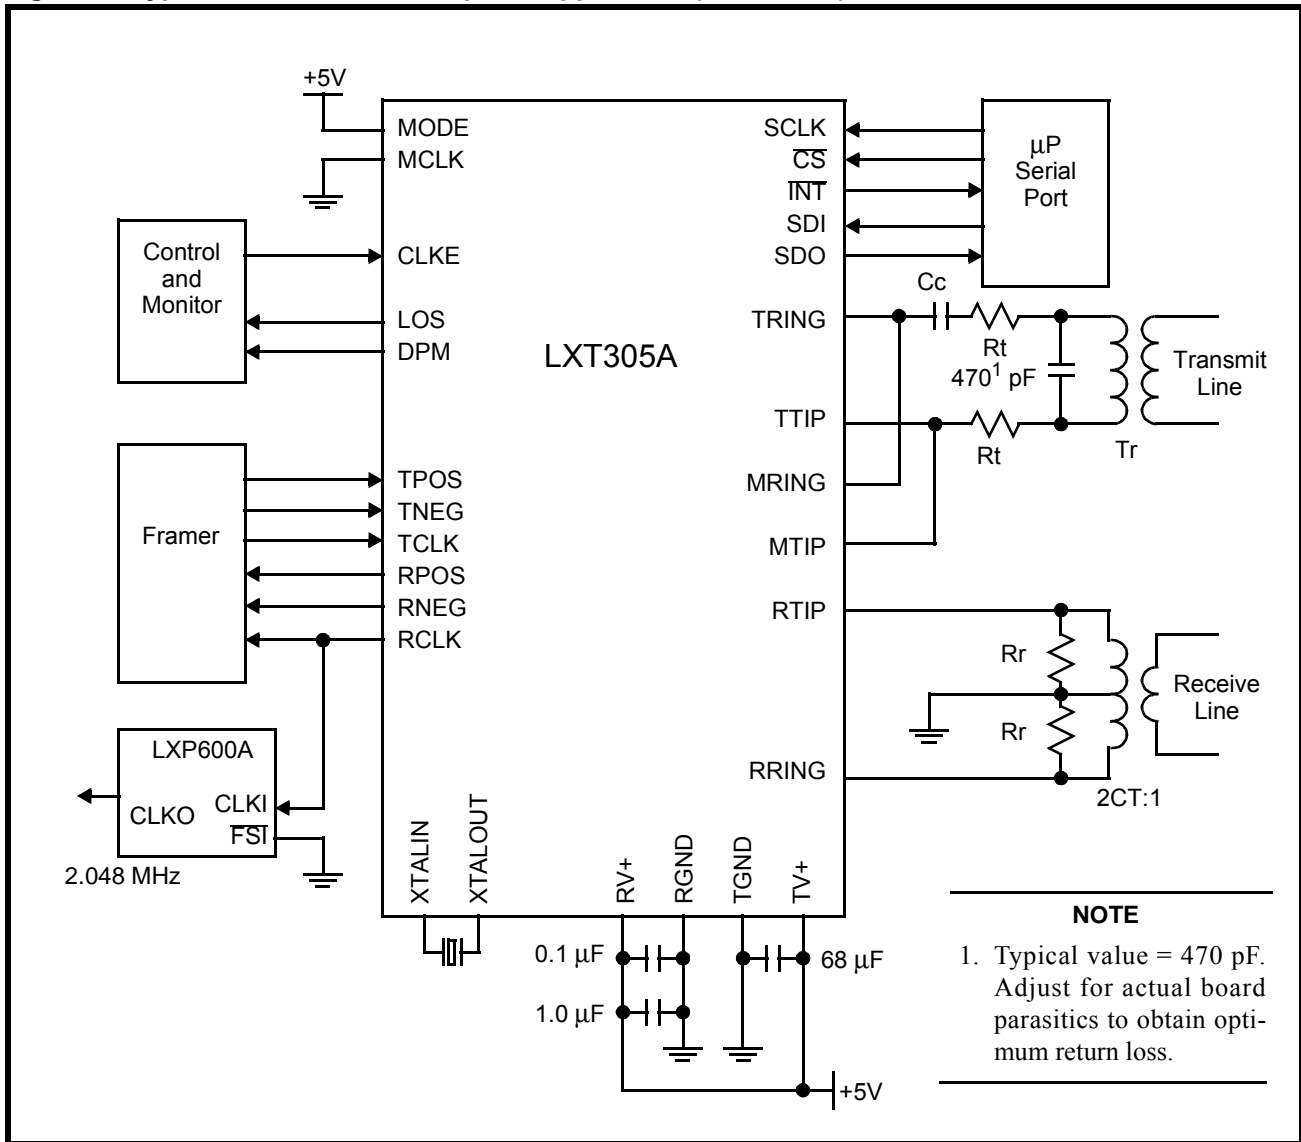 +5V
MODE
MCLK
CLKE
LOS
DPM
TPOS
TNEG
TCLK
RPOS
RNEG
RCLK
Control
and
Monitor
Framer
LXP600A
CLKI
CLKO
FSI
2.048 MHz
LXT305A
XTALIN
XTALOUT
RV+
RGND
TGND
TV+
SCLK
CS
INT
SDI
SDO
TRING
TTIP
MRING
MTIP
RTIP
RRING
μP
Serial
Port
Cc
Rt
470¹ pF
Rt
Tr
Transmit
Line
Rr
Rr
Receive
Line
2CT:1
0.1 μF
1.0 μF
68 μF
+5V
NOTE
1. Typical value = 470 pF.
Adjust for actual board
parasitics to obtain opti-
mum return loss.